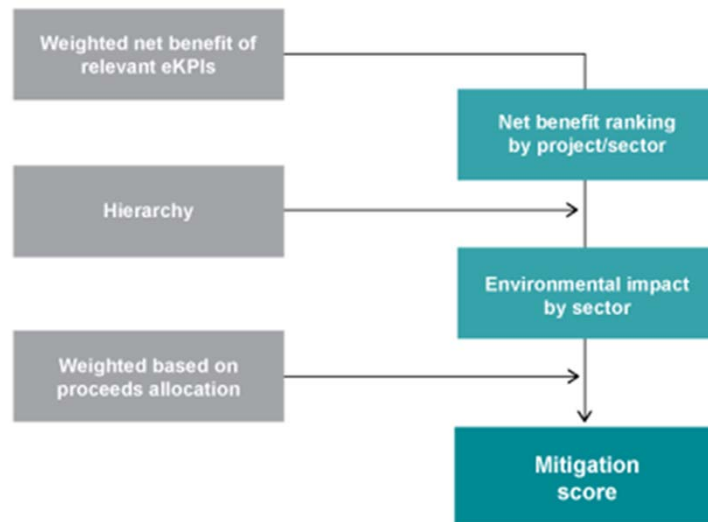 Weighted net benefit of
relevant eKPIs
Net benefit ranking
by project/sector
Hierarchy
Environmental impact
by sector
Weighted based on
proceeds allocation
Mitigation
score